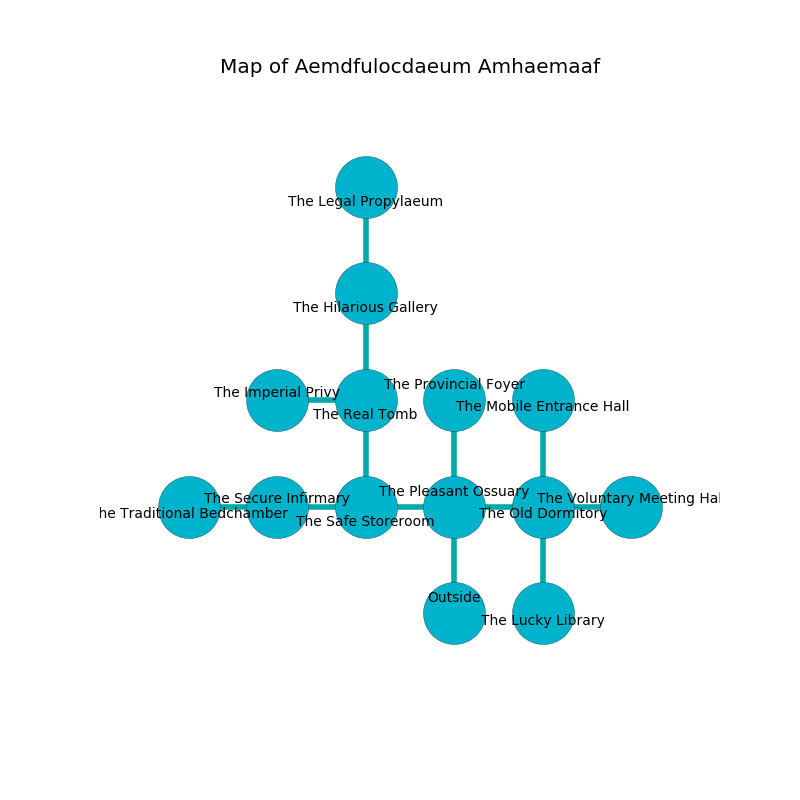 Map of Aemdfulocdaeum Amhaemaaf
The Legal Propylaeum
The Hilarious Gallery
The Provincial Foyer
The Imperial Privy
The Mobile Entrance Hall
The Real Tomb
The Pleasant Ossuary
The Secure Infirmary
The Voluntary Meeting Hal
he Traditional Bedchamber
The Old Dormitory
The Safe Storeroom
Outside
The Lucky Library